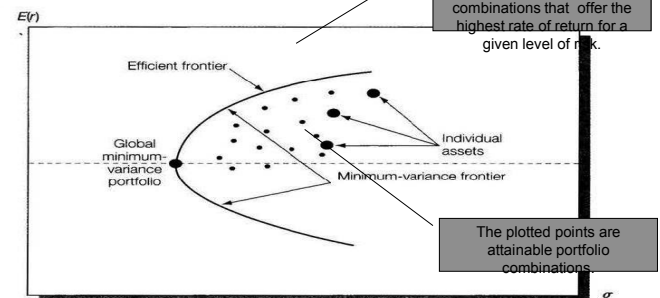 E(r)
combinations that offer the
highest rate of return for a
given level of risk.
Efficient frontier
Global
minimum-
variance
portfolio
Individual
assets
Minimum-variance frontier
The plotted points are
attainable portfolio
combinations.
σ